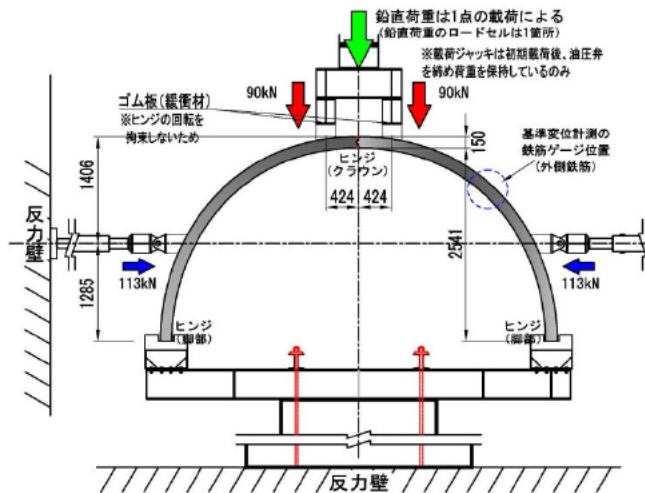 鉛直荷重は1点の載荷による
(鉛直荷重のロードセルは1箇所)
※載荷ジャッキは初期載荷後、油圧弁
を締め荷重を保持しているのみ
90kN
90kN
ゴム板(緩衝材)
※ヒンジの回転を
拘束しないため
基準変位計測の
鉄筋ゲージ位置
(外側鉄筋)
150
ヒンジ
(クラウン)
424
424
1406
2541
反力壁
反力壁
113kN
113kN
1285
ヒンジ
(脚部)
ヒンジ
(脚部)
反力壁